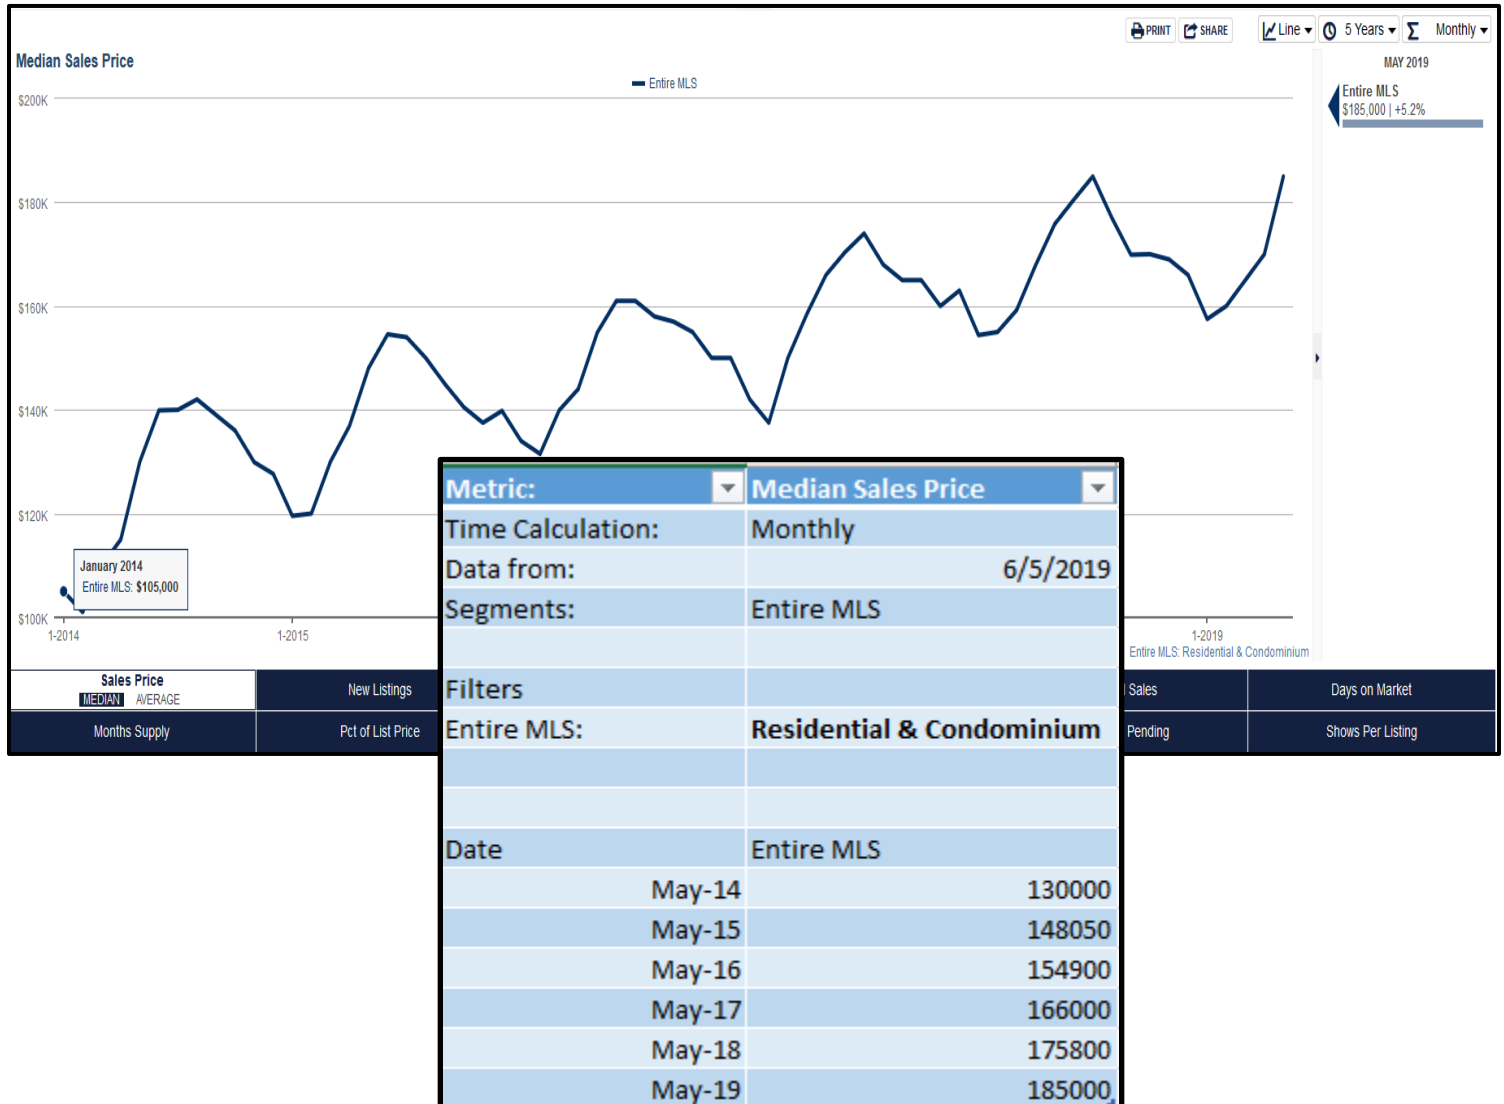 PRINT SHARE Line 5 Years Monthly
Median Sales Price
MAY 2019
Entire MLS
Entire MLS
$185,000 | +5.2%
$200K
$180K
$160K
$140K
$120K
$100K
January 2014
Entire MLS: $105,000
1-2014 1-2015 1-2019
Entire MLS: Residential & Condominium
Sales Price
MEDIAN AVERAGE
New Listings
Sales
Days on Market
Months Supply
Pct of List Price
Pending
Shows Per Listing
Metric: Median Sales Price
Time Calculation: Monthly
Data from: 6/5/2019
Segments: Entire MLS
Filters
Entire MLS: Residential & Condominium
Date Entire MLS
May-14 130000
May-15 148050
May-16 154900
May-17 166000
May-18 175800
May-19 185000